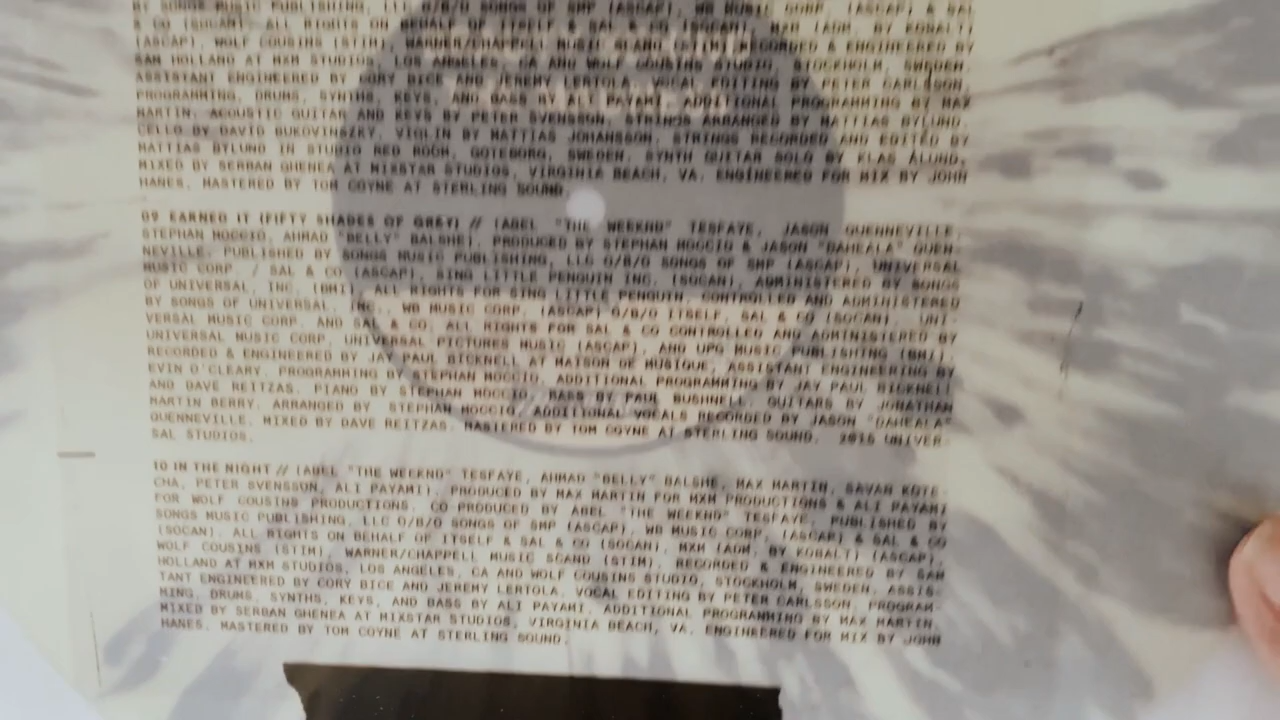 BY SONGS MUSIC PUBLISHING, LLC O/B/O SONGS OF SMP (ASCAP), WB MUSIC CORP. (ASCAP) & SAL
& CO (SOCAN). ALL RIGHTS ON BEHALF OF ITSELF & SAL & CO (SOCAN), MXM (ADM. BY KOBALT)
(ASCAP), WOLF COUSINS (STIM), WARNER/CHAPPELL MUSIC SCAND (STIM). RECORDED & ENGINEERED BY
SAM HOLLAND AT MXM STUDIOS, LOS ANGELES, CA AND WOLF COUSINS STUDIO, STOCKHOLM, SWEDEN.
ASSISTANT ENGINEERED BY CORY BICE AND JEREMY LERTOLA. VOCAL EDITING BY PETER CARLSSON.
PROGRAMMING, DRUMS, SYNTHS, KEYS, AND BASS BY ALI PAYAMI. ADDITIONAL PROGRAMMING BY MAX
MARTIN. ACOUSTIC GUITAR AND KEYS BY PETER SVENSSON. STRINGS ARRANGED BY MATTIAS BYLUND.
CELLO BY DAVID BUKOVINSZKY. VIOLIN BY MATTIAS JOHANSSON. STRINGS RECORDED AND EDITED BY
MATTIAS BYLUND IN STUDIO RED ROOM, GOTEBORG, SWEDEN. SYNTH GUITAR SOLO BY KLAS ÅLUND.
MIXED BY SERBAN GHENEA AT MIXSTAR STUDIOS, VIRGINIA BEACH, VA. ENGINEERED FOR MIX BY JOHN
HANES. MASTERED BY TOM COYNE AT STERLING SOUND.
09 EARNED IT (FIFTY SHADES OF GREY) // (ABEL "THE WEEKND" TESFAYE, JASON QUENNEVILLE,
STEPHAN MOCCIO, AHMAD "BELLY" BALSHE). PRODUCED BY STEPHAN MOCCIO & JASON "DAHEALA" QUEN-
NEVILLE. PUBLISHED BY SONGS MUSIC PUBLISHING, LLC O/B/O SONGS OF SMP (ASCAP), UNIVERSAL
MUSIC CORP. / SAL & CO (ASCAP), SING LITTLE PENGUIN INC. (SOCAN), ADMINISTERED BY SONGS
OF UNIVERSAL, INC. (BMI). ALL RIGHTS FOR SING LITTLE PENGUIN. CONTROLLED AND ADMINISTERED
BY SONGS OF UNIVERSAL, INC., WB MUSIC CORP. (ASCAP) O/B/O ITSELF, SAL & CO (SOCAN). UNI-
VERSAL MUSIC CORP. AND SAL & CO. ALL RIGHTS FOR SAL & CO CONTROLLED AND ADMINISTERED BY
UNIVERSAL MUSIC CORP, UNIVERSAL PICTURES MUSIC (ASCAP), AND UPG MUSIC PUBLISHING (BMI).
RECORDED & ENGINEERED BY JAY PAUL BICKNELL AT MAISON DE MUSIQUE, ASSISTANT ENGINEERING BY
EVIN O'CLEARY. PROGRAMMING BY STEPHAN MOCCIO. ADDITIONAL PROGRAMMING BY JAY PAUL BICKNELL
AND DAVE REITZAS. PIANO BY STEPHAN MOCCIO. BASS BY PAUL BUSHNELL. GUITARS BY JONATHAN
MARTIN BERRY. ARRANGED BY STEPHAN MOCCIO. ADDITIONAL VOCALS RECORDED BY JASON "DAHEALA"
QUENNEVILLE. MIXED BY DAVE REITZAS. MASTERED BY TOM COYNE AT STERLING SOUND. 2015 UNIVER-
SAL STUDIOS.
10 IN THE NIGHT // (ABEL "THE WEEKND" TESFAYE, AHMAD "BELLY" BALSHE, MAX MARTIN, SAVAN KOTE-
CHA, PETER SVENSSON, ALI PAYAMI). PRODUCED BY MAX MARTIN FOR MXM PRODUCTIONS & ALI PAYAMI
FOR WOLF COUSINS PRODUCTIONS. CO PRODUCED BY ABEL "THE WEEKND" TESFAYE. PUBLISHED BY
SONGS MUSIC PUBLISHING, LLC O/B/O SONGS OF SMP (ASCAP), WB MUSIC CORP. (ASCAP) & SAL & CO
(SOCAN). ALL RIGHTS ON BEHALF OF ITSELF & SAL & CO (SOCAN), MXM (ADM. BY KOBALT) (ASCAP),
WOLF COUSINS (STIM), WARNER/CHAPPELL MUSIC SCAND (STIM). RECORDED & ENGINEERED BY SAM
HOLLAND AT MXM STUDIOS, LOS ANGELES, CA AND WOLF COUSINS STUDIO, STOCKHOLM, SWEDEN. ASSIS-
TANT ENGINEERED BY CORY BICE AND JEREMY LERTOLA. VOCAL EDITING BY PETER CARLSSON. PROGRAM-
MING, DRUMS, SYNTHS, KEYS, AND BASS BY ALI PAYAMI. ADDITIONAL PROGRAMMING BY MAX MARTIN.
MIXED BY SERBAN GHENEA AT MIXSTAR STUDIOS, VIRGINIA BEACH, VA. ENGINEERED FOR MIX BY JOHN
HANES. MASTERED BY TOM COYNE AT STERLING SOUND.